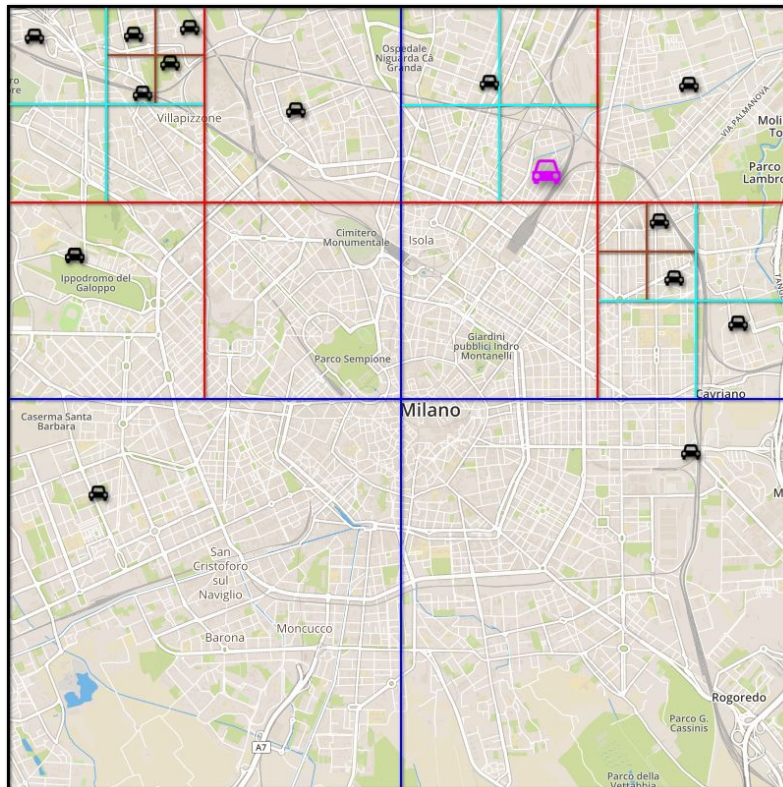 Ospedale
Niguarda Cà
Granda
VIA PALMANOVA
Villapizzone
Parco
Cimitero
Monumentale
Isola
Ippodromo del
Galoppo
Giardini
pubblici Indro
Montanelli
Parco Sempione
Cavriano
Milano
Caserma Santa
Barbara
San
Cristoforo
sul
Naviglio
Barona
Moncucco
Rogoredo
Parco G.
Cassinis
A7
Parco della
Vettabbia